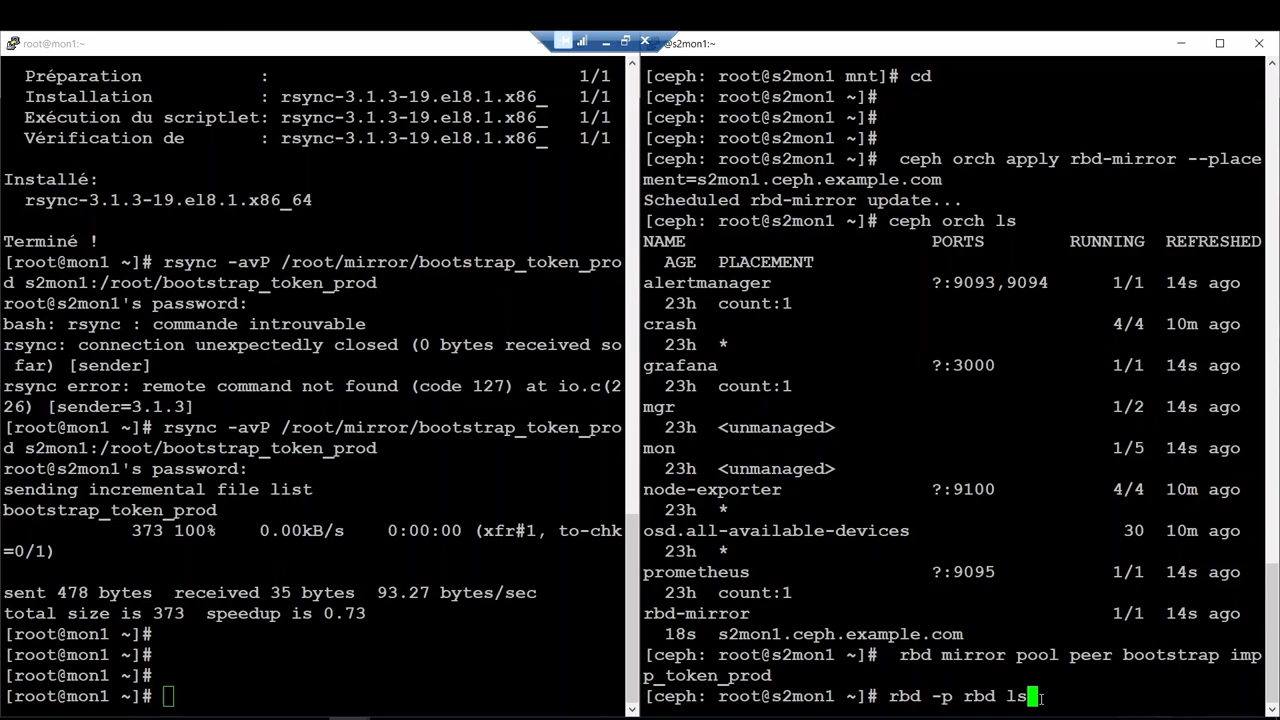 root@mon1:~
Préparation : 1/1
Installation : rsync-3.1.3-19.el8.1.x86_ 1/1
Exécution du scriptlet: rsync-3.1.3-19.el8.1.x86_ 1/1
Vérification de : rsync-3.1.3-19.el8.1.x86_ 1/1
Installé:
rsync-3.1.3-19.el8.1.x86_64
Terminé !
[root@mon1 ~]# rsync -avP /root/mirror/bootstrap_token_pro
d s2mon1:/root/bootstrap_token_prod
root@s2mon1's password:
bash: rsync : commande introuvable
rsync: connection unexpectedly closed (0 bytes received so
far) [sender]
rsync error: remote command not found (code 127) at io.c(2
26) [sender=3.1.3]
[root@mon1 ~]# rsync -avP /root/mirror/bootstrap_token_pro
d s2mon1:/root/bootstrap_token_prod
root@s2mon1's password:
sending incremental file list
bootstrap_token_prod
373 100% 0.00kB/s 0:00:00 (xfr#1, to-chk
=0/1)
sent 478 bytes received 35 bytes 93.27 bytes/sec
total size is 373 speedup is 0.73
[root@mon1 ~]#
[root@mon1 ~]#
[root@mon1 ~]#
[root@mon1 ~]#
@s2mon1:~
[ceph: root@s2mon1 mnt]# cd
[ceph: root@s2mon1 ~]#
[ceph: root@s2mon1 ~]#
[ceph: root@s2mon1 ~]#
[ceph: root@s2mon1 ~]# ceph orch apply rbd-mirror --place
ment=s2mon1.ceph.example.com
Scheduled rbd-mirror update...
[ceph: root@s2mon1 ~]# ceph orch ls
NAME PORTS RUNNING REFRESHED
AGE PLACEMENT
alertmanager ?:9093,9094 1/1 14s ago
23h count:1
crash 4/4 10m ago
23h *
grafana ?:3000 1/1 14s ago
23h count:1
mgr 1/2 14s ago
23h <unmanaged>
mon 1/5 14s ago
23h <unmanaged>
node-exporter ?:9100 4/4 10m ago
23h *
osd.all-available-devices 30 10m ago
23h *
prometheus ?:9095 1/1 14s ago
23h count:1
rbd-mirror 1/1 14s ago
18s s2mon1.ceph.example.com
[ceph: root@s2mon1 ~]# rbd mirror pool peer bootstrap imp
p_token_prod
[ceph: root@s2mon1 ~]# rbd -p rbd ls